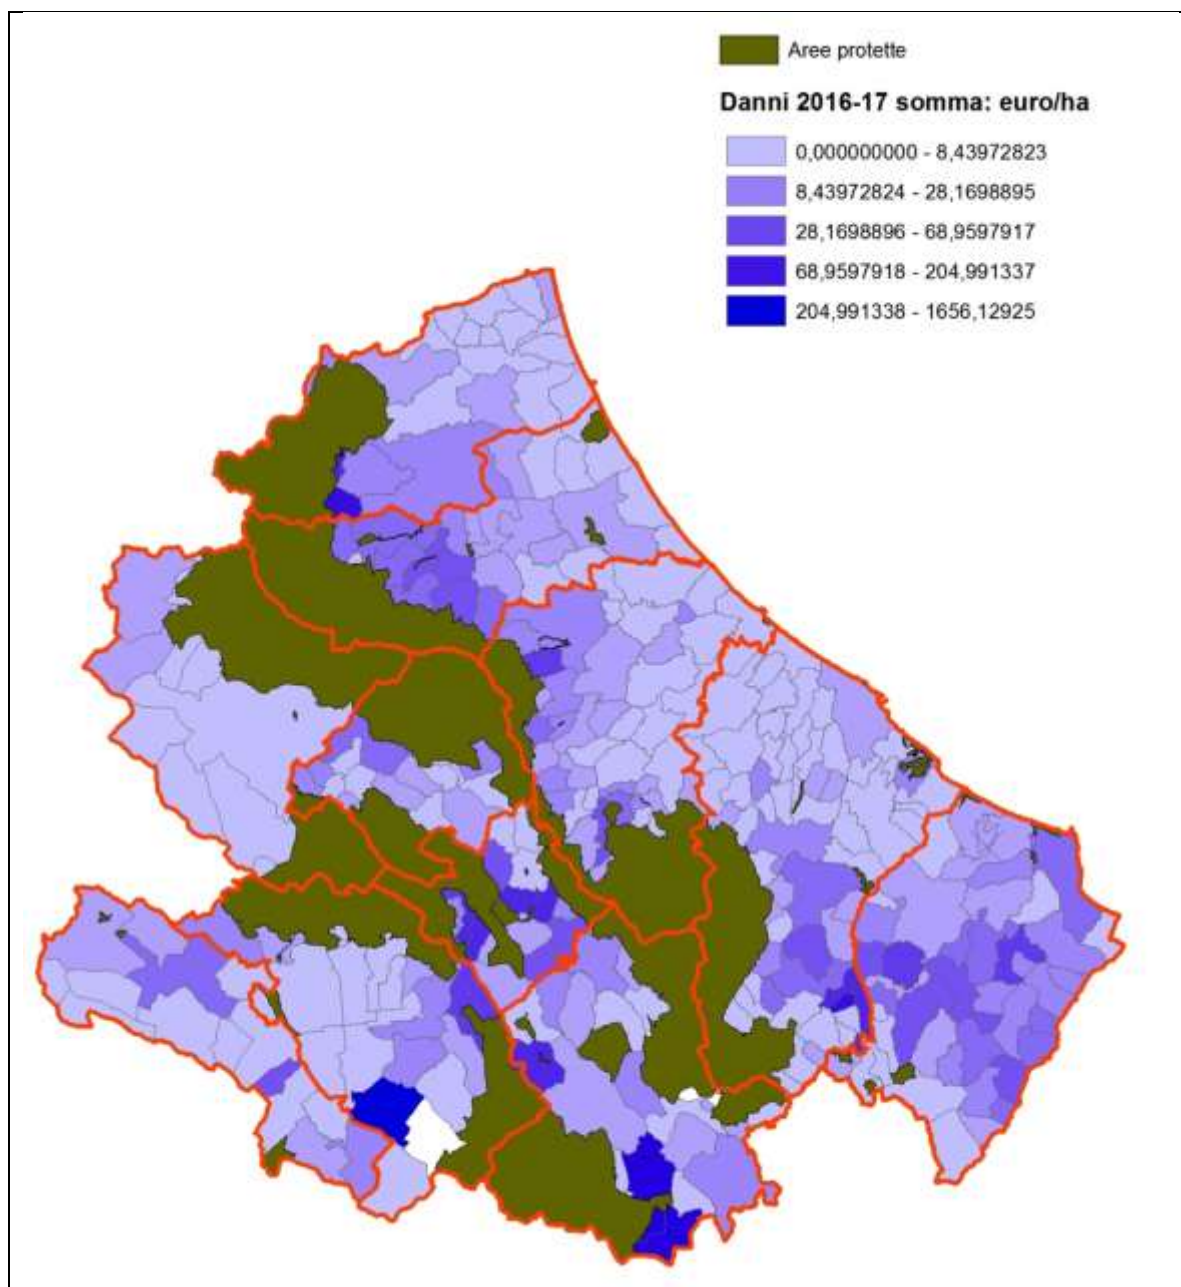 Aree protette
Danni 2016-17 somma: euro/ha
0,000000000 - 8,43972823
8,43972824 - 28,1698895
28,1698896 - 68,9597917
68,9597918 - 204,991337
204,991338 - 1656,12925